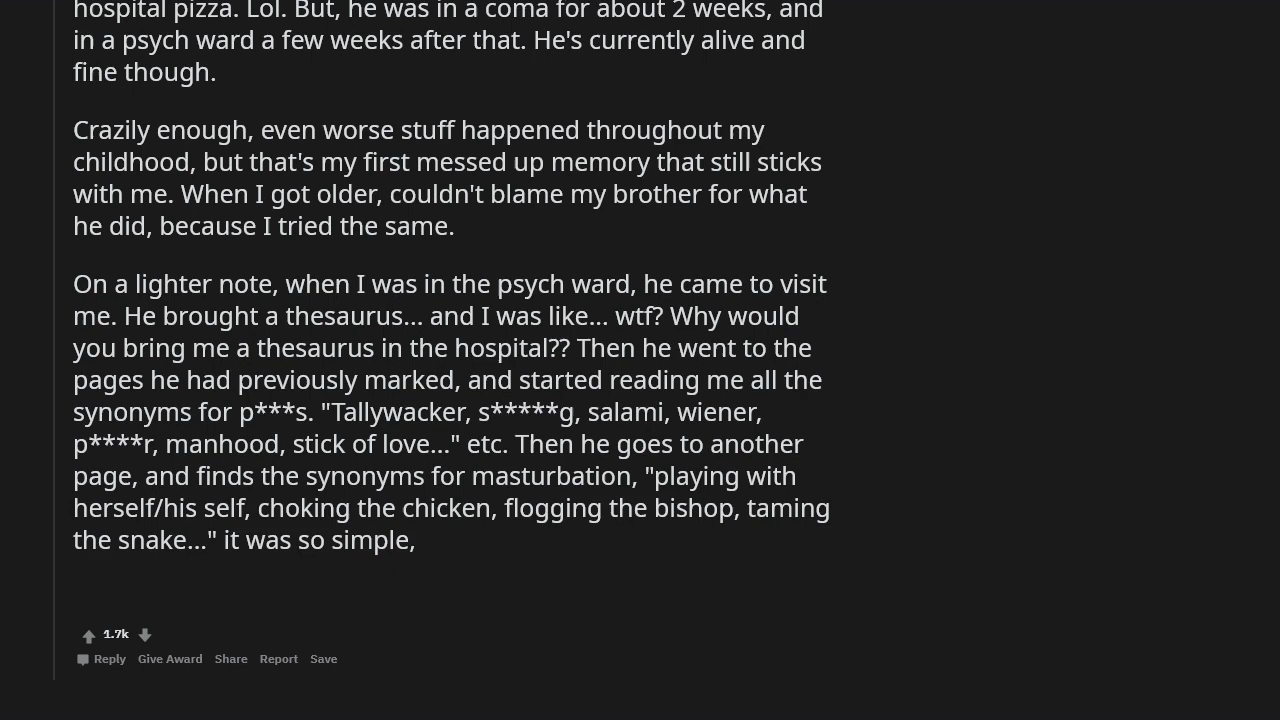 hospital pizza. Lol. But, he was in a coma for about 2 weeks, and
in a psych ward a few weeks after that. He's currently alive and
fine though.
Crazily enough, even worse stuff happened throughout my
childhood, but that's my first messed up memory that still sticks
with me. When I got older, couldn't blame my brother for what
he did, because I tried the same.
On a lighter note, when I was in the psych ward, he came to visit
me. He brought a thesaurus... and I was like... wtf? Why would
you bring me a thesaurus in the hospital?? Then he went to the
pages he had previously marked, and started reading me all the
synonyms for p***s. "Tallywacker, s*****g, salami, wiener,
p****r, manhood, stick of love..." etc. Then he goes to another
page, and finds the synonyms for masturbation, "playing with
herself/his self, choking the chicken, flogging the bishop, taming
the snake..." it was so simple,
1.7k
Reply Give Award Share Report Save